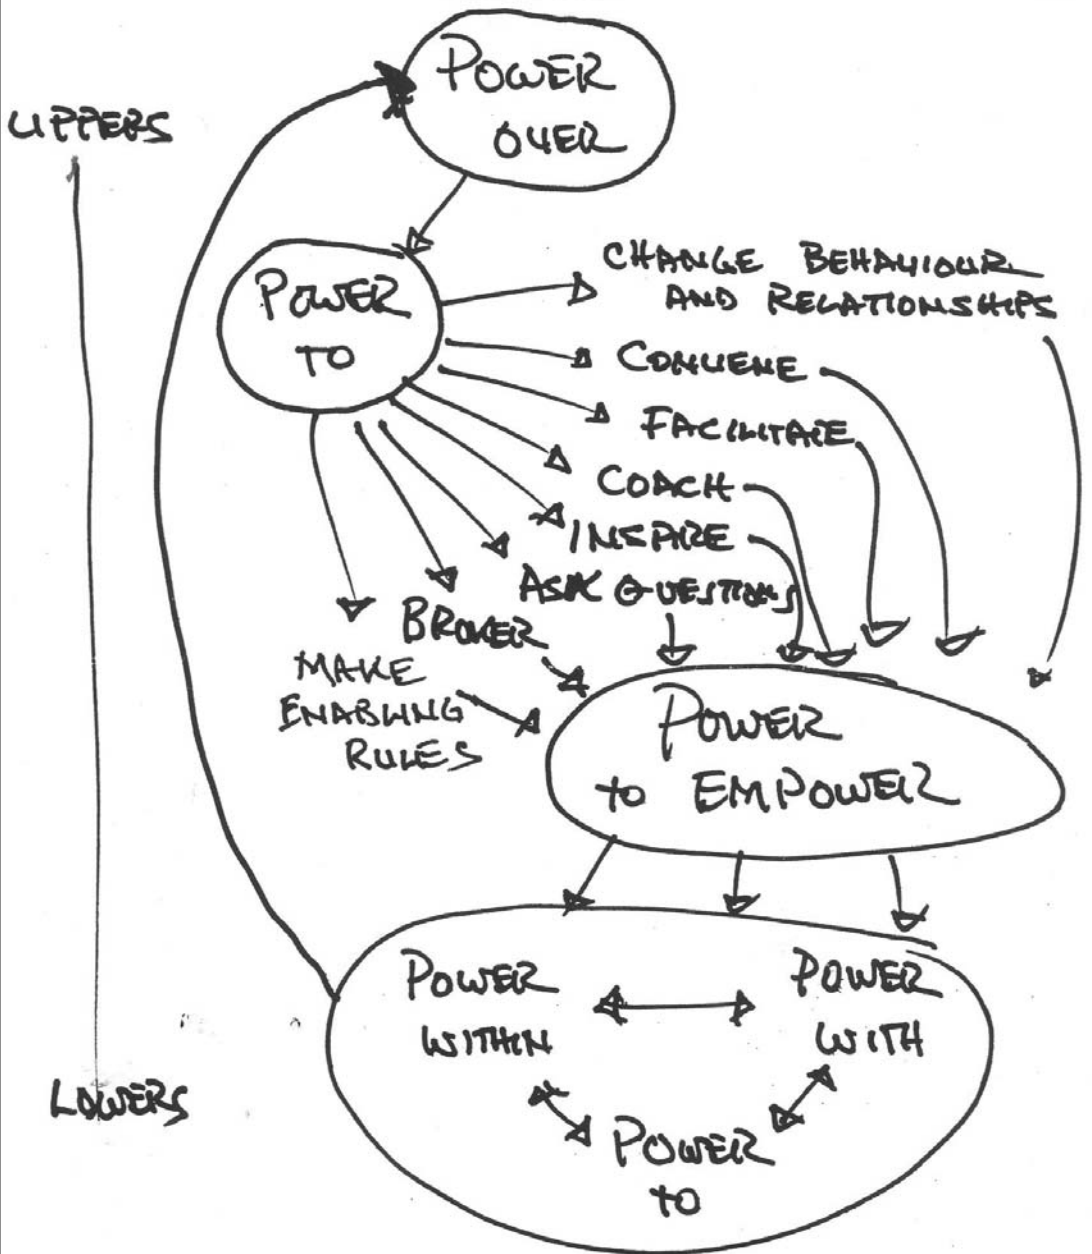 POWER
OVER
UPPERS
POWER
TO
CHANGE BEHAVIOUR
AND RELATIONSHIPS
CONVENE
FACILITATE
COACH
INSPIRE
ASK QUESTIONS
BROKER
MAKE
ENABLING
RULES
POWER
to EMPOWER
POWER
WITHIN
POWER
WITH
LOWERS
POWER
TO